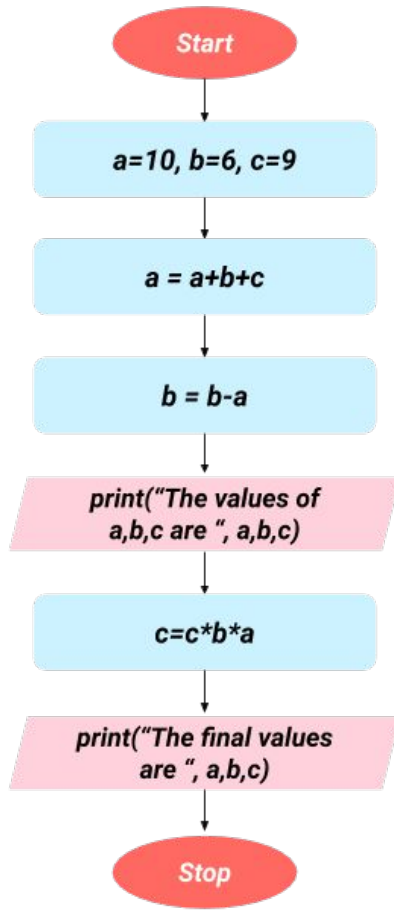 Start
a=10, b=6, c=9
a = a+b+c
b = b-a
print(“The values of
a,b,c are “, a,b,c)
c=c*b*a
print(“The final values
are “, a,b,c)
Stop